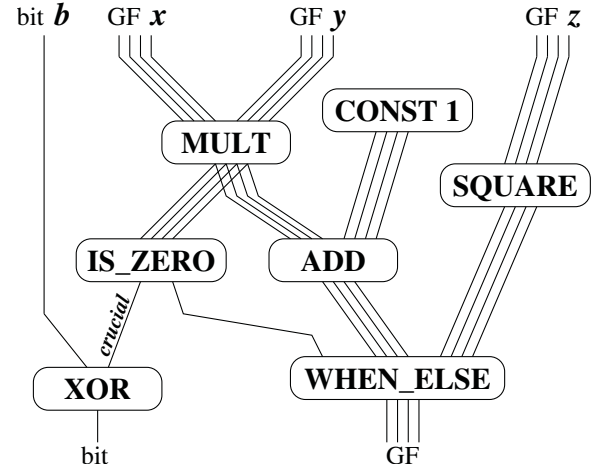 bit b GF x GF y GF z
CONST 1
MULT
SQUARE
IS_ZERO ADD
crucial
XOR WHEN_ELSE
bit GF